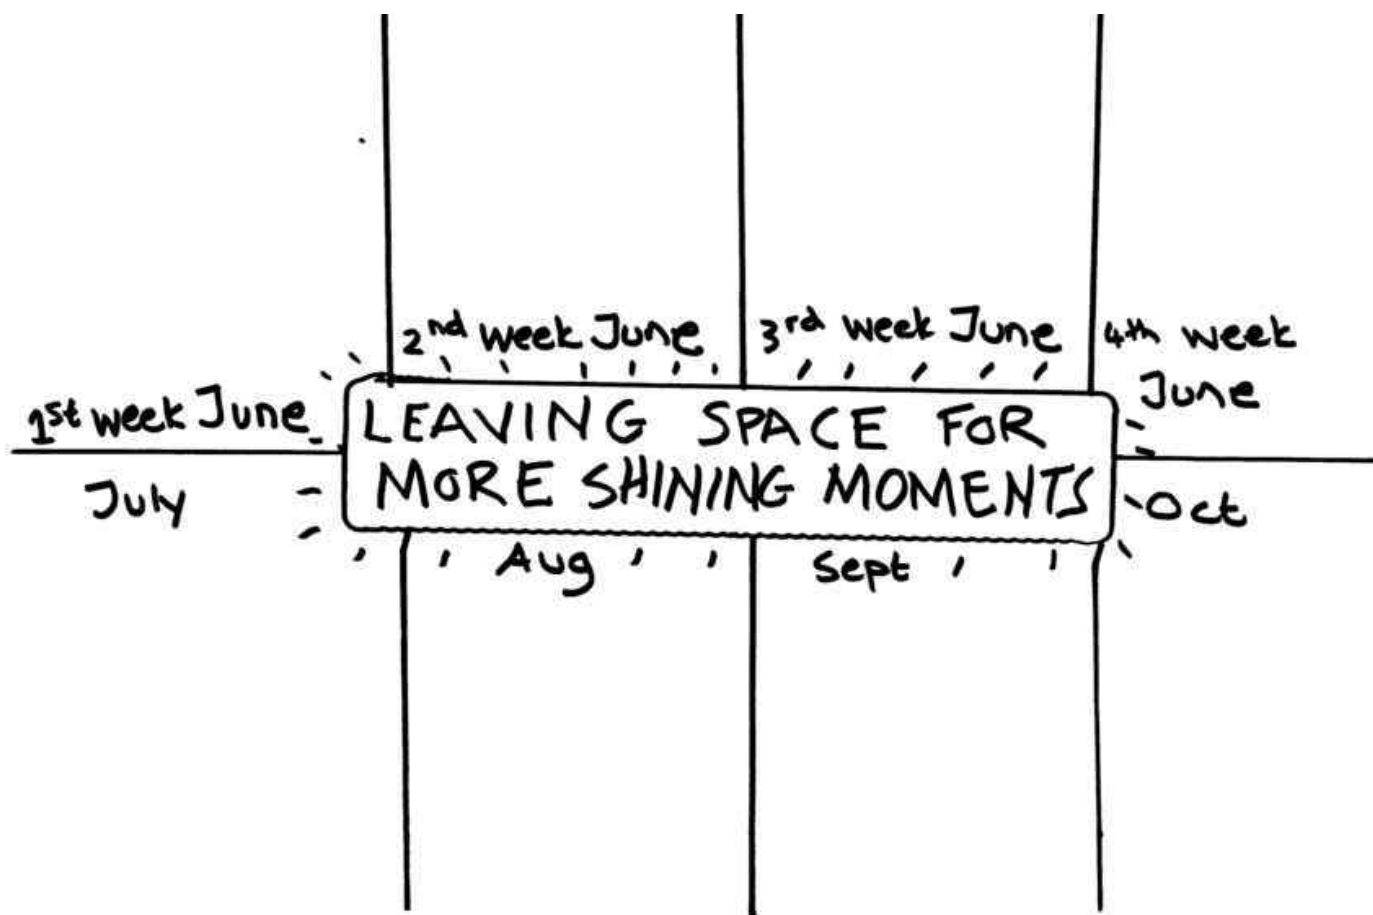 2nd week June
3rd week June
4th week
June
1st week June
LEAVING SPACE FOR
MORE SHINING MOMENTS
July
Aug
Sept
Oct